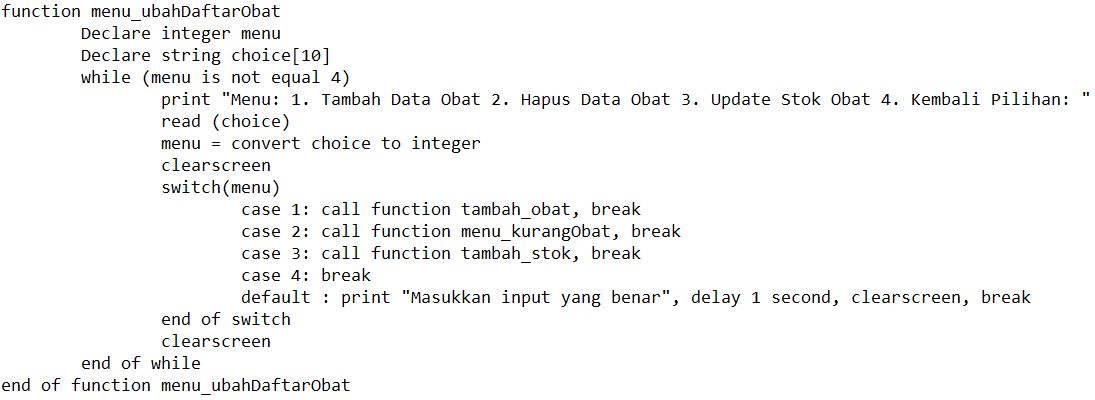 function menu_ubahDaftarObat
Declare integer menu
Declare string choice[10]
while (menu is not equal 4)
print "Menu: 1. Tambah Data Obat 2. Hapus Data Obat 3. Update Stok Obat 4. Kembali Pilihan: "
read (choice)
menu = convert choice to integer
clearscreen
switch(menu)
case 1: call function tambah_obat, break
case 2: call function menu_kurangObat, break
case 3: call function tambah_stok, break
case 4: break
default : print "Masukkan input yang benar", delay 1 second, clearscreen, break
end of switch
clearscreen
end of while
end of function menu_ubahDaftarObat